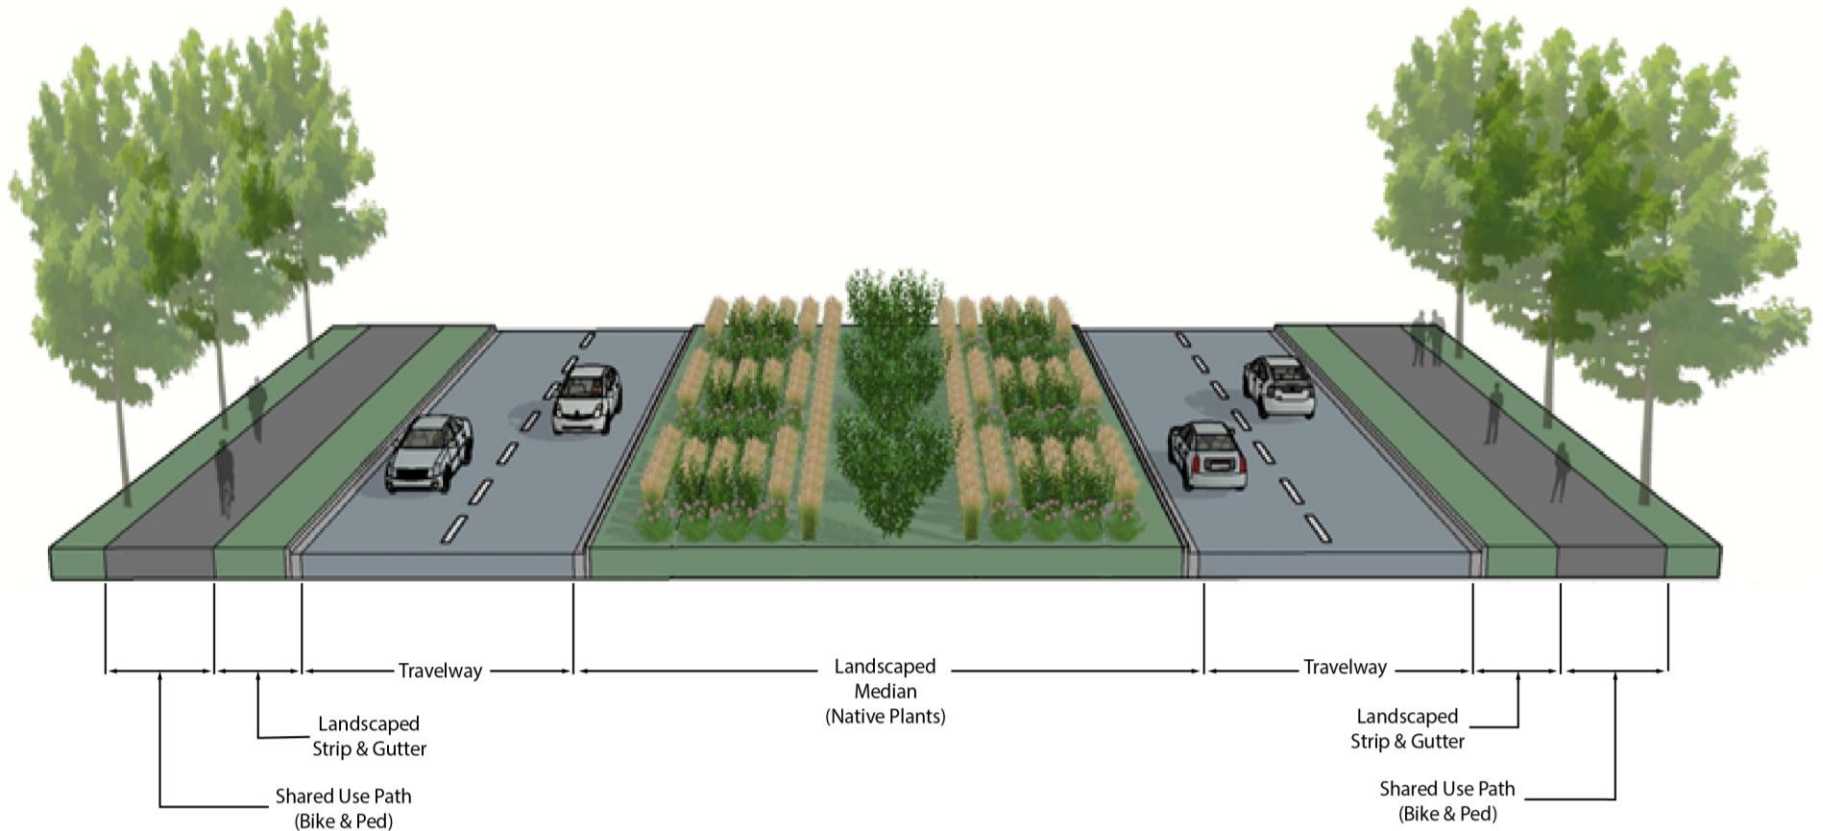 Travelway
Landscaped
Median
(Native Plants)
Travelway
Landscaped
Strip & Gutter
Landscaped
Strip & Gutter
Shared Use Path
(Bike & Ped)
Shared Use Path
(Bike & Ped)